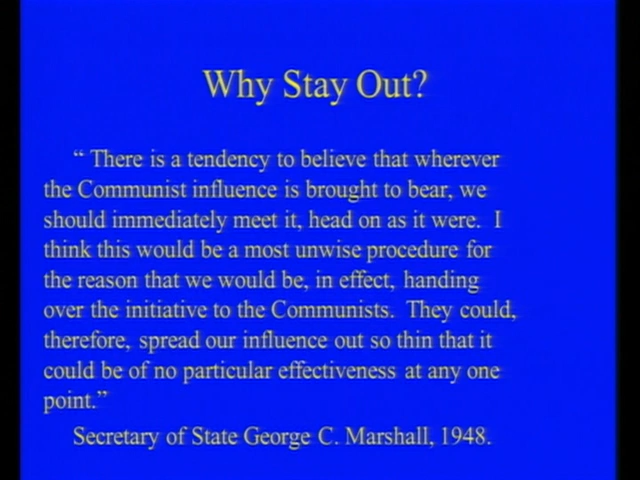 Why Stay Out?
“ There is a tendency to believe that wherever
the Communist influence is brought to bear, we
should immediately meet it, head on as it were.  I
think this would be a most unwise procedure for
the reason that we would be, in effect, handing
over the initiative to the Communists.  They could,
therefore, spread our influence out so thin that it
could be of no particular effectiveness at any one
point.”
Secretary of State George C. Marshall, 1948.